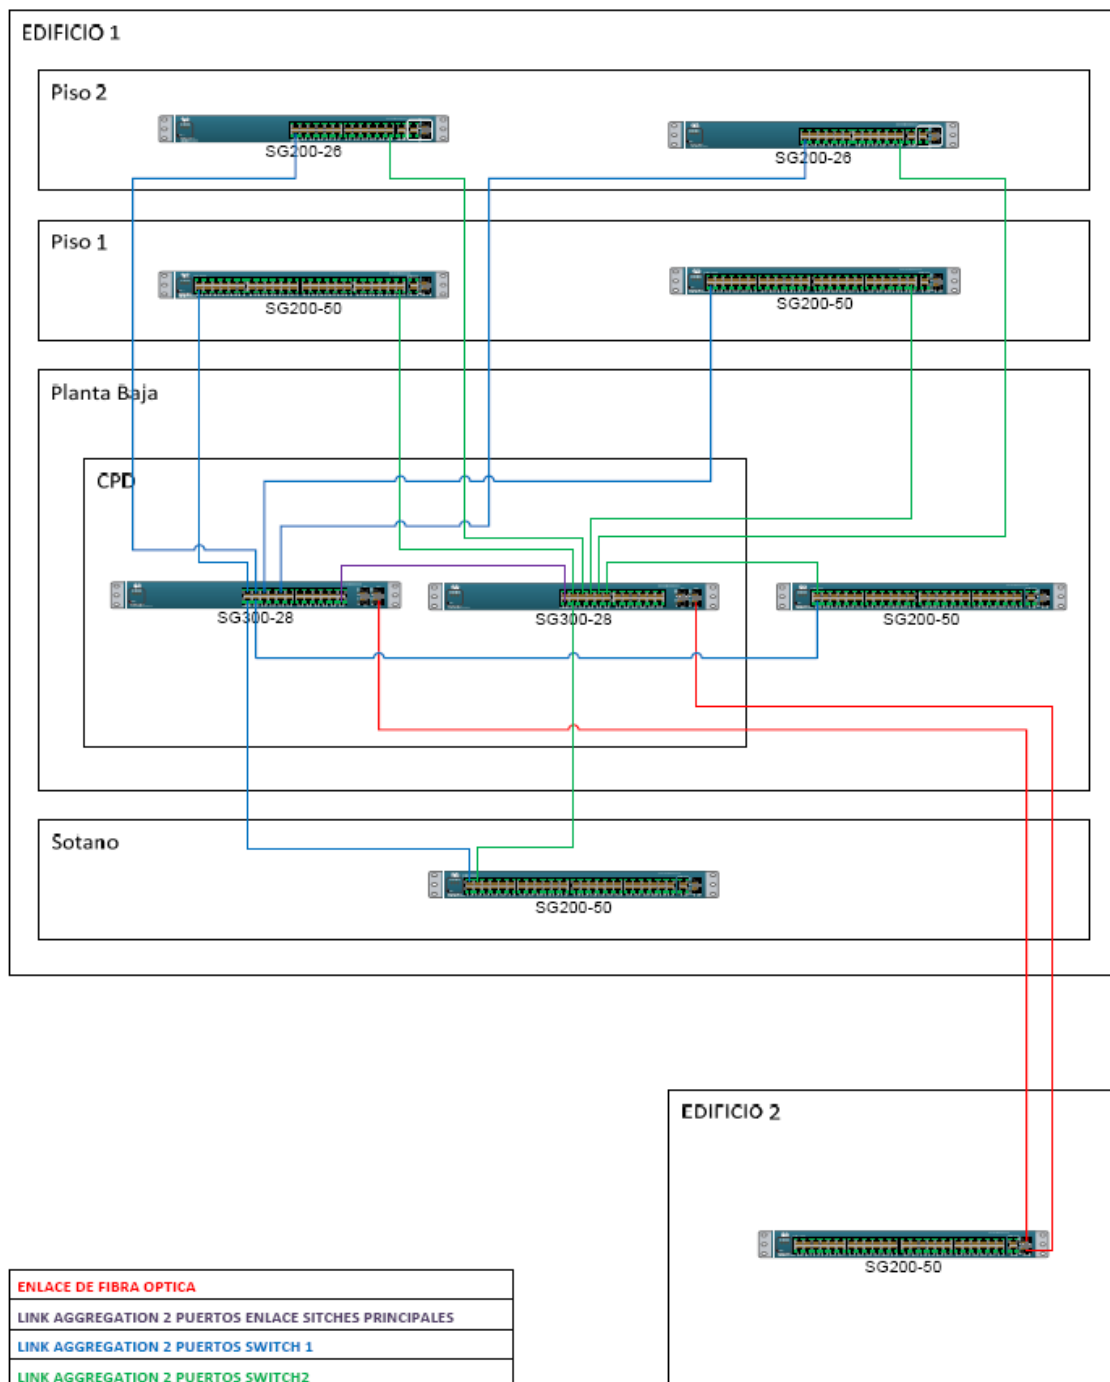 EDIFICIO 1
Piso 2
SG200-26
SG200-26
Piso 1
SG200-50
SG200-50
Planta Baja
CPD
SG300-28
SG300-28
SG200-50
Sotano
SG200-50
EDIFICIO 2
SG200-50
ENLACE DE FIBRA OPTICA
LINK AGGREGATION 2 PUERTOS ENLACE SITCHES PRINCIPALES
LINK AGGREGATION 2 PUERTOS SWITCH 1
LINK AGGREGATION 2 PUERTOS SWITCH2